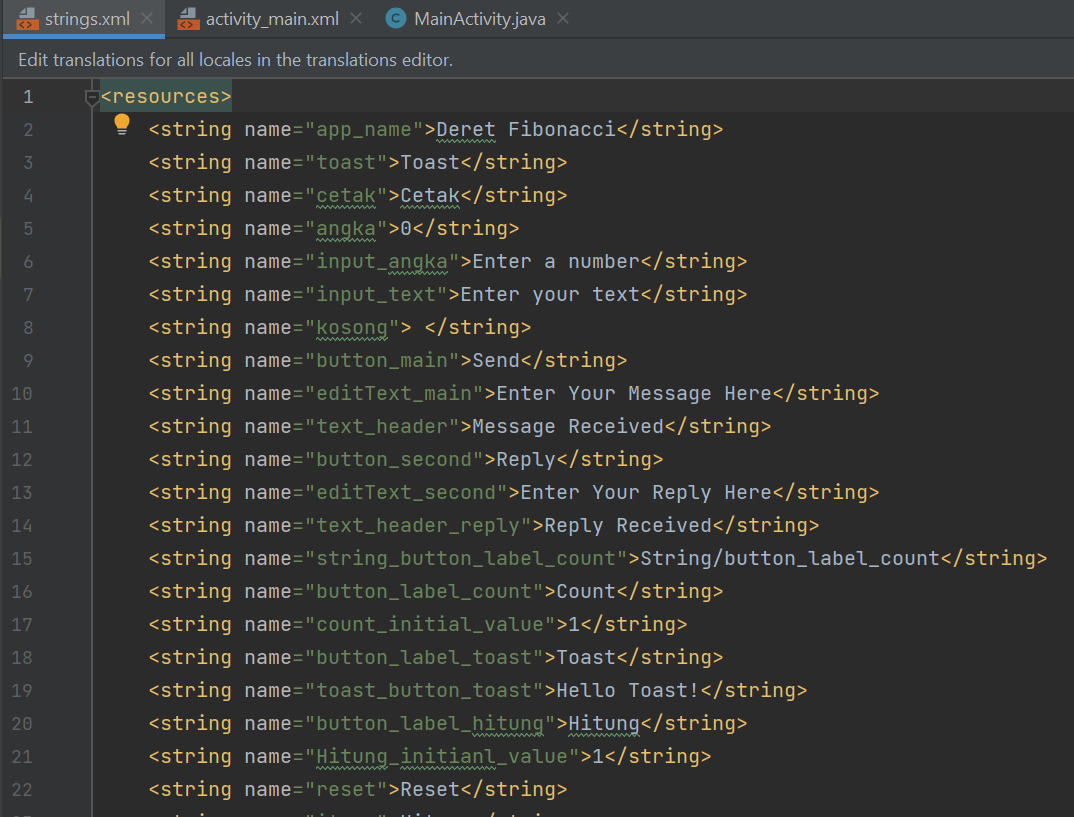 strings.xml activity_main.xml MainActivity.java
Edit translations for all locales in the translations editor.
1 <resources>
2 <string name="app_name">Deret Fibonacci</string>
3 <string name="toast">Toast</string>
4 <string name="cetak">Cetak</string>
5 <string name="angka">0</string>
6 <string name="input_angka">Enter a number</string>
7 <string name="input_text">Enter your text</string>
8 <string name="kosong"> </string>
9 <string name="button_main">Send</string>
10 <string name="editText_main">Enter Your Message Here</string>
11 <string name="text_header">Message Received</string>
12 <string name="button_second">Reply</string>
13 <string name="editText_second">Enter Your Reply Here</string>
14 <string name="text_header_reply">Reply Received</string>
15 <string name="string_button_label_count">String/button_label_count</string>
16 <string name="button_label_count">Count</string>
17 <string name="count_initial_value">1</string>
18 <string name="button_label_toast">Toast</string>
19 <string name="toast_button_toast">Hello Toast!</string>
20 <string name="button_label_hitung">Hitung</string>
21 <string name="Hitung_initianl_value">1</string>
22 <string name="reset">Reset</string>